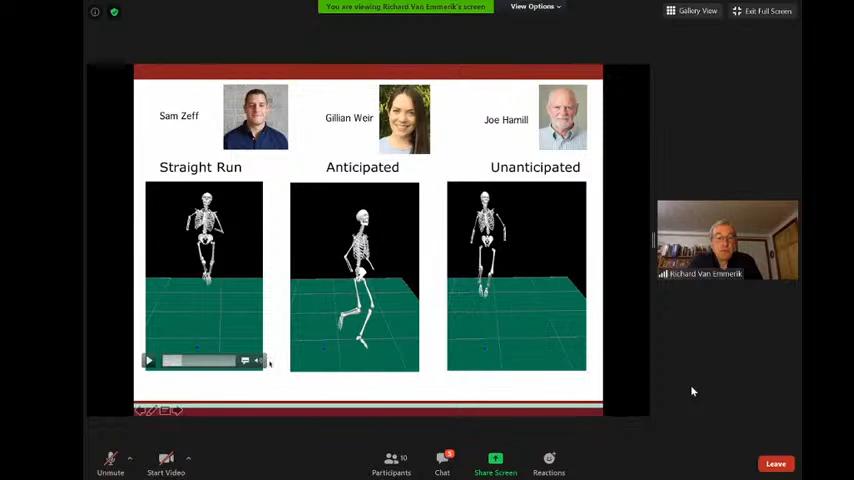 You are viewing Richard Van Emmerik's screen
View Options
Gallery View
Exit Full Screen
Sam Zeff
Gillian Weir
Joe Hamill
Straight Run
Anticipated
Unanticipated
Richard Van Emmerik
10
5
Unmute
Start Video
Participants
Chat
Share Screen
Reactions
Leave